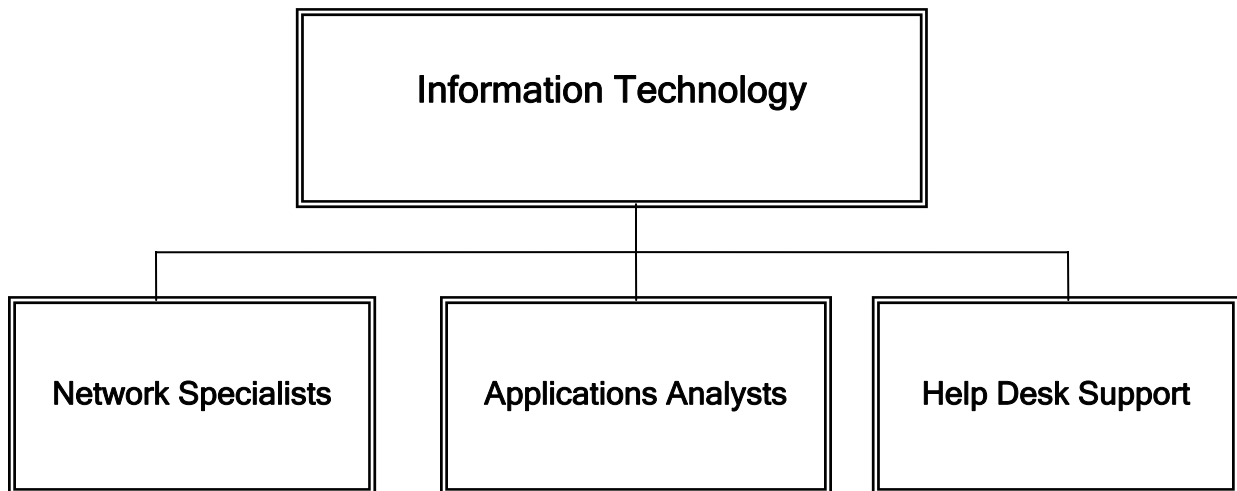 Information Technology
Network Specialists
Applications Analysts
Help Desk Support